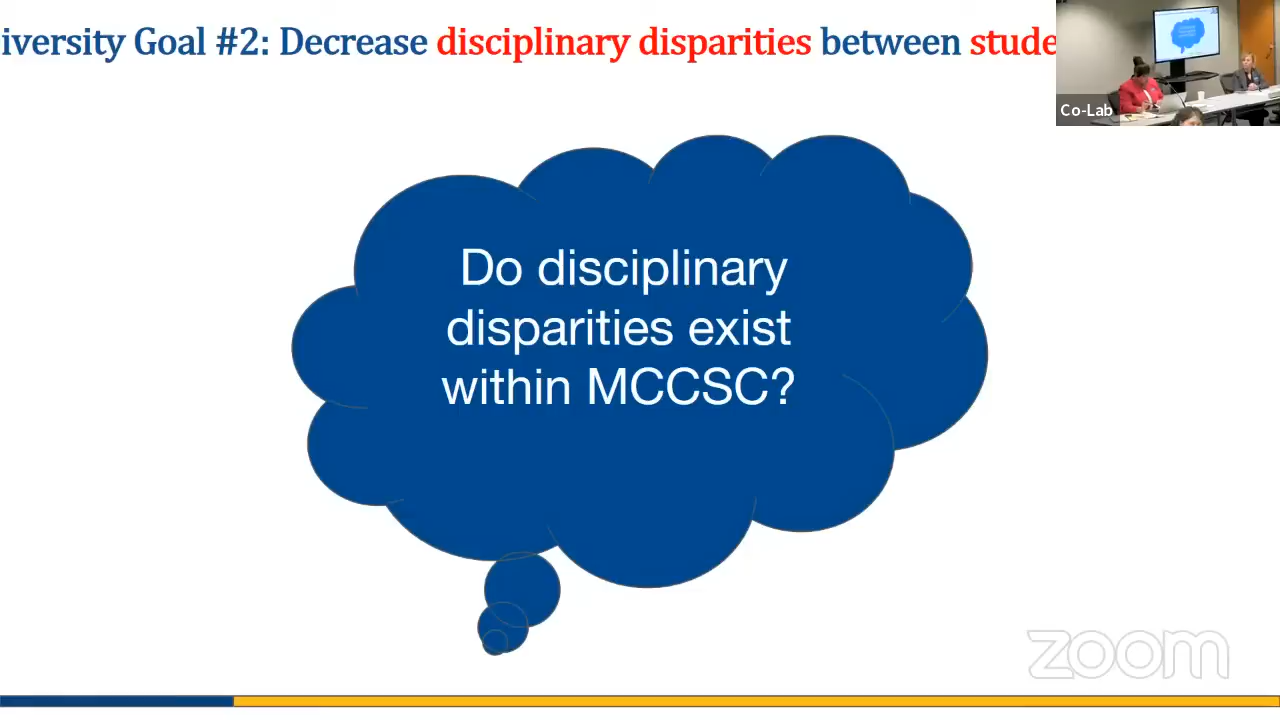 iversity Goal #2: Decrease disciplinary disparities between stude
Co-Lab
Do disciplinary
disparities exist
within MCCSC?
zoom